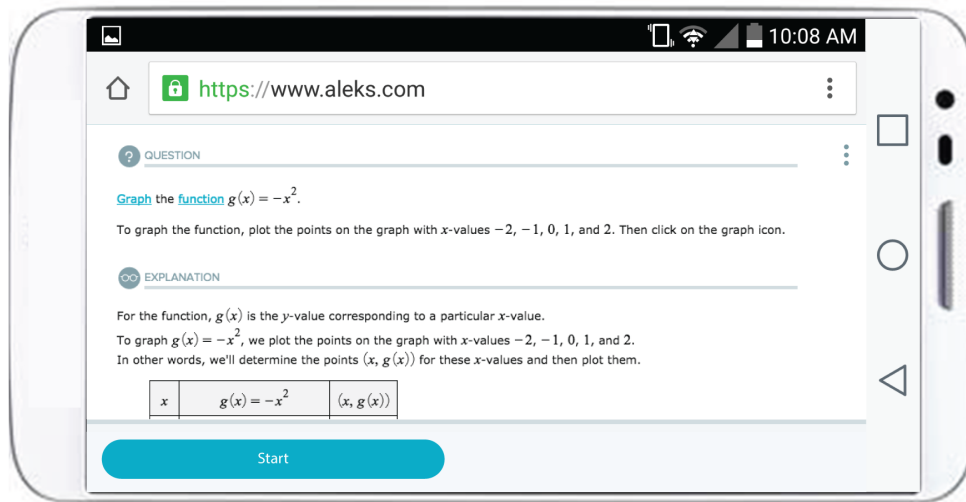 10:08 AM
https://www.aleks.com
? QUESTION
Graph the function g(x) = −x².
To graph the function, plot the points on the graph with x-values −2, −1, 0, 1, and 2. Then click on the graph icon.
EXPLANATION
For the function, g(x) is the y-value corresponding to a particular x-value.
To graph g(x) = −x², we plot the points on the graph with x-values −2, −1, 0, 1, and 2.
In other words, we'll determine the points (x, g(x)) for these x-values and then plot them.
x g(x) = −x² (x, g(x))
Start